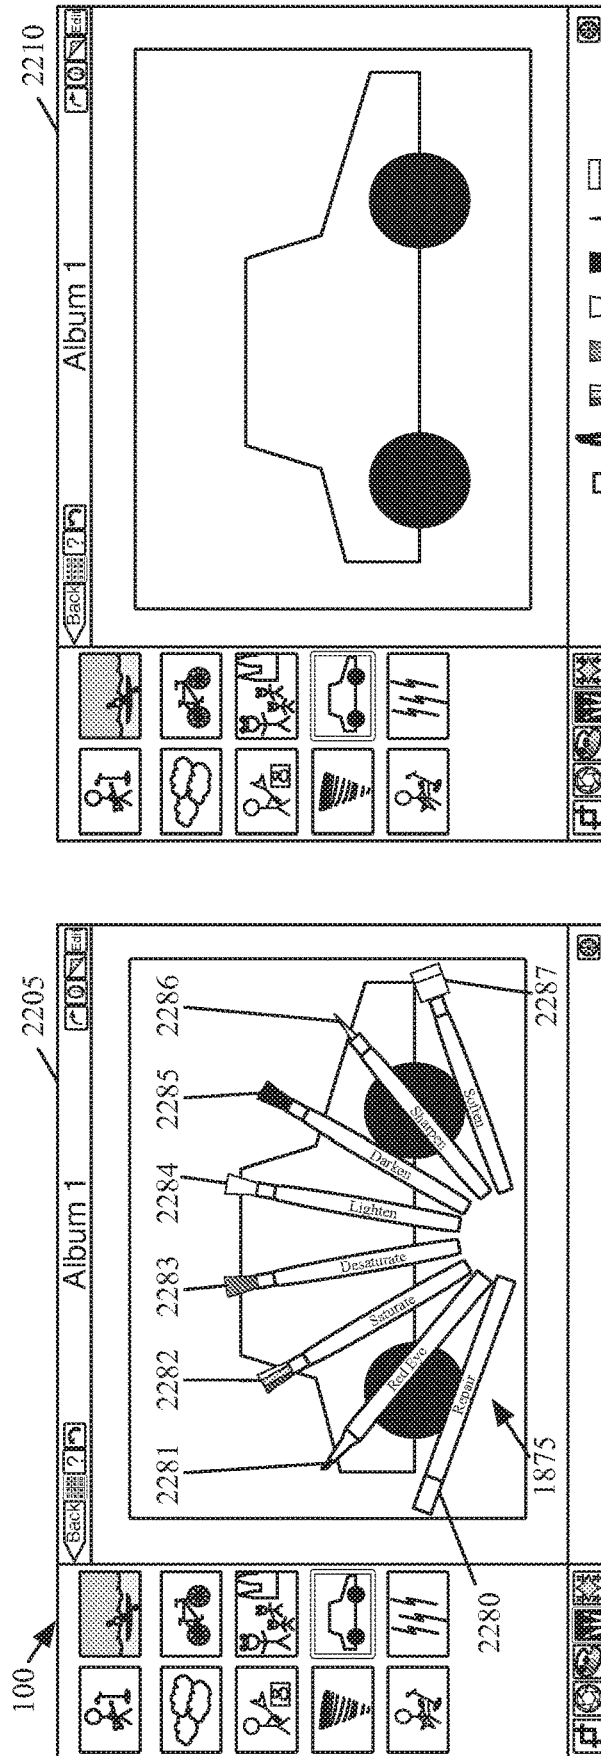 100
2205
Back ? Album 1 Edit
2281
2282
2283
2284
2285
2286
Repair
Red Eye
Saturate
Desaturate
Lighten
Darken
Sharpen
Soften
2280
1875
2287
2210
Back ? Album 1 Edit